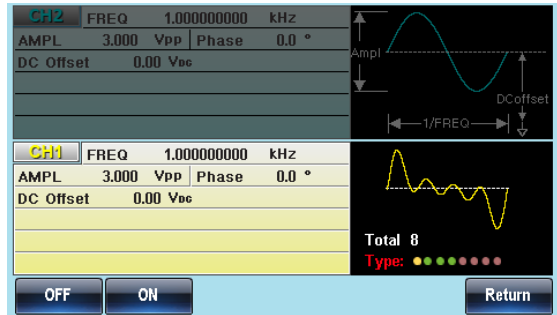 CH2 FREQ 1.000000000 kHz
AMPL 3.000 Vpp Phase 0.0 °
DC Offset 0.00 VDC
Ampl
DCoffset
1/FREQ
CH1 FREQ 1.000000000 kHz
AMPL 3.000 Vpp Phase 0.0 °
DC Offset 0.00 VDC
Total 8
Type:
OFF ON Return